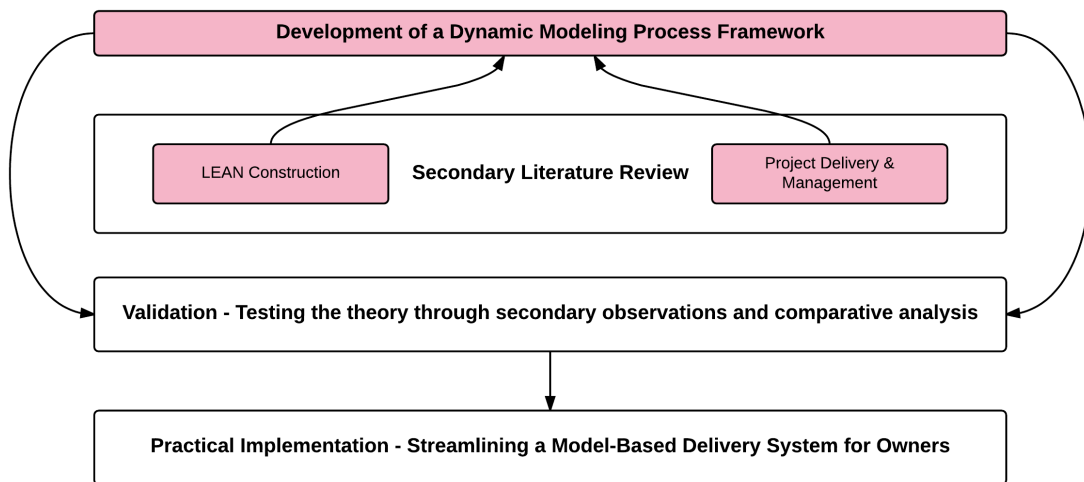 Development of a Dynamic Modeling Process Framework
LEAN Construction
Secondary Literature Review
Project Delivery &
Management
Validation - Testing the theory through secondary observations and comparative analysis
Practical Implementation - Streamlining a Model-Based Delivery System for Owners